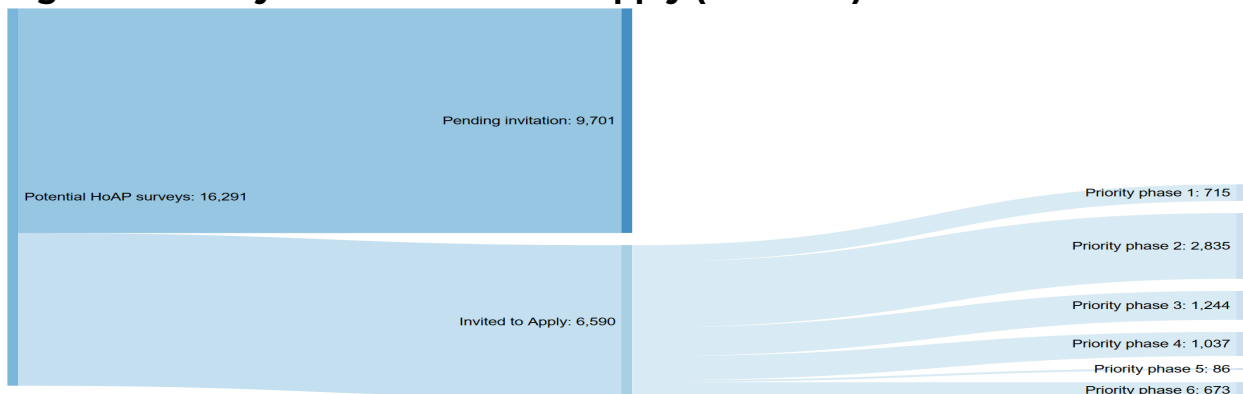 Pending invitation: 9,701
Potential HoAP surveys: 16,291
Priority phase 1: 715
Priority phase 2: 2,835
Priority phase 3: 1,244
Invited to Apply: 6,590
Priority phase 4: 1,037
Priority phase 5: 86
Priority phase 6: 673